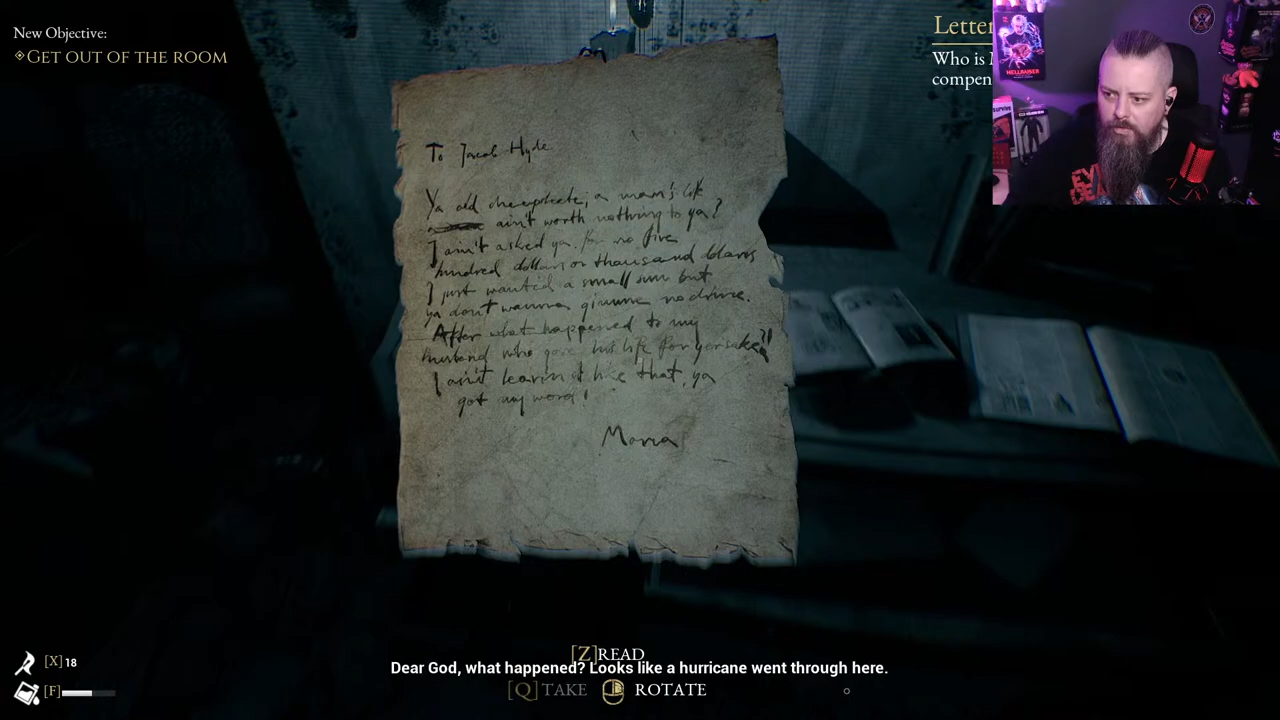 New Objective:
GET OUT OF THE ROOM
Letter
Who is
compen
HELLRAISER
To Jacob Hyde
Ya old cheapskate, a man's life
ain't worth nothing to ya?
I ain't asked ya for no five
hundred dollars or thousand dollars
I just wanted a small sum but
ya don't wanna gimme no dime.
After what happened to my
husband who gave his life for yer sake?!
I ain't leavin it like that, ya
got my word!
Moria
[X] 18
[F]
[Z] READ
Dear God, what happened? Looks like a hurricane went through here.
[Q] TAKE ROTATE